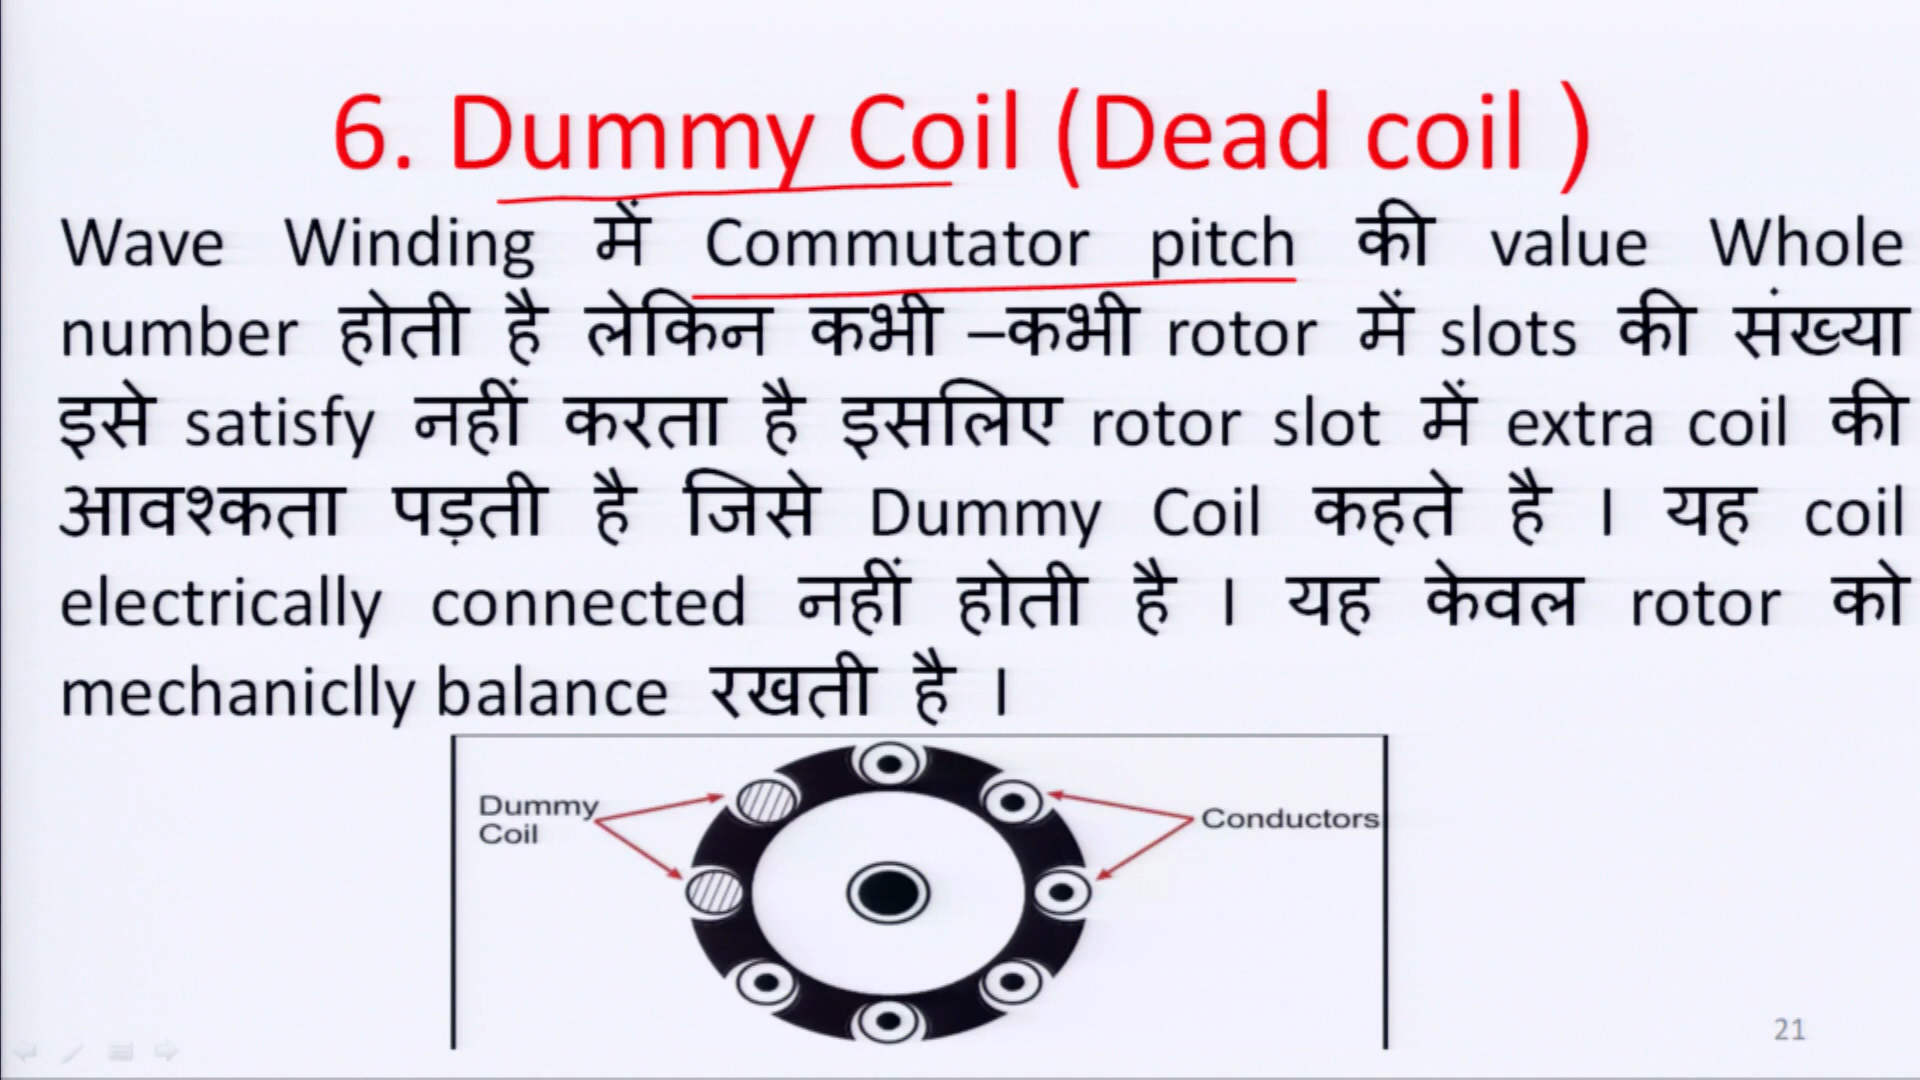 6. Dummy Coil (Dead coil )
Wave Winding में Commutator pitch की value Whole
number होती है लेकिन कभी –कभी rotor में slots की संख्या
इसे satisfy नहीं करता है इसलिए rotor slot में extra coil की
आवश्कता पड़ती है जिसे Dummy Coil कहते है । यह coil
electrically connected नहीं होती है । यह केवल rotor को
mechaniclly balance रखती है ।
Dummy
Coil
Conductors
21